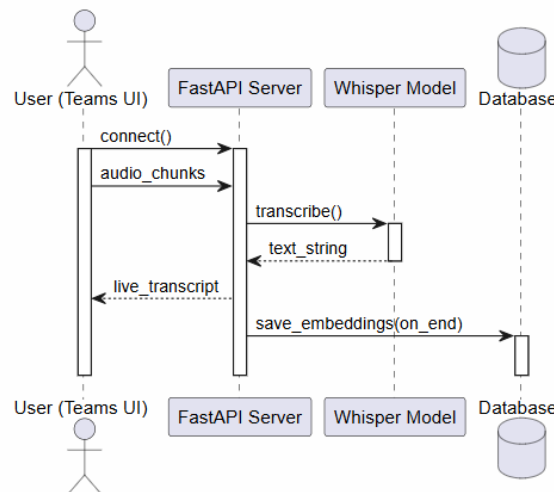 User (Teams UI) FastAPI Server Whisper Model Database
connect()
audio_chunks
transcribe()
text_string
live_transcript
save_embeddings(on_end)
User (Teams UI) FastAPI Server Whisper Model Database